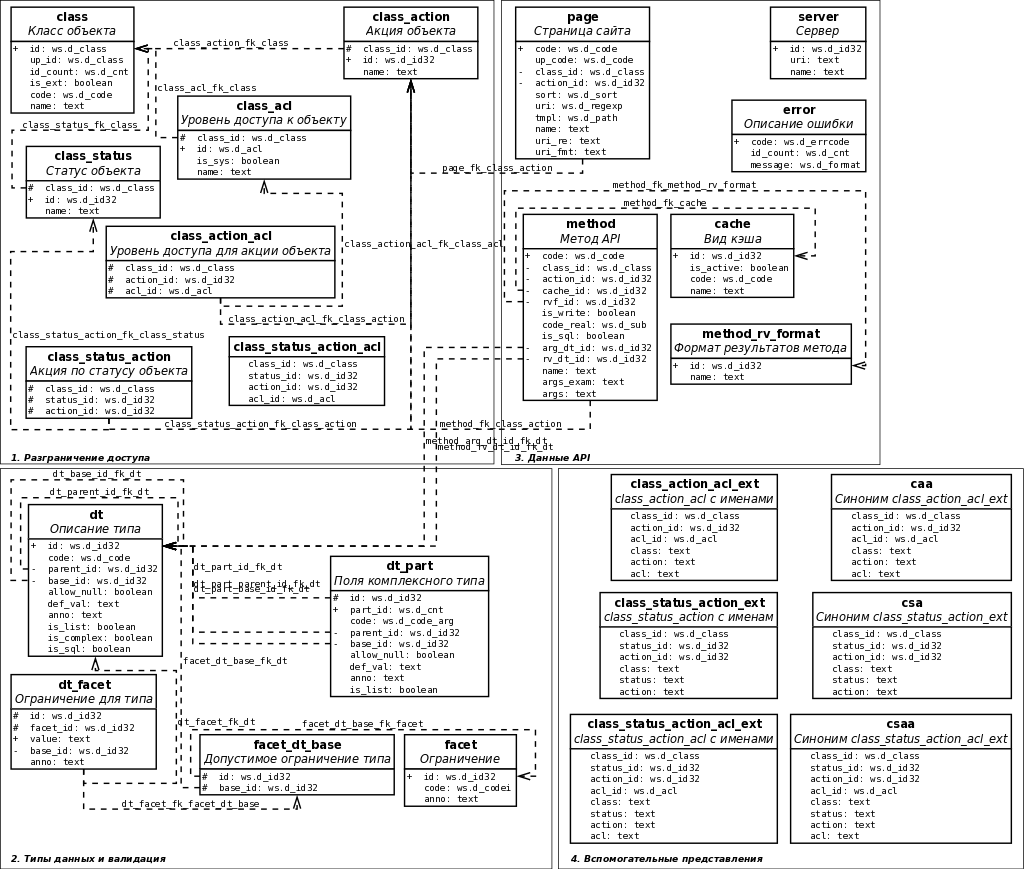 class
Класс объекта
+ id: ws.d_class
up_id: ws.d_class
id_count: ws.d_cnt
is_ext: boolean
code: ws.d_code
name: text
class_action_fk_class
class_action
Акция объекта
# class_id: ws.d_class
+ id: ws.d_id32
name: text
class_acl_fk_class
class_acl
Уровень доступа к объекту
# class_id: ws.d_class
+ id: ws.d_acl
is_sys: boolean
name: text
class_status_fk_class
class_status
Статус объекта
# class_id: ws.d_class
+ id: ws.d_id32
name: text
class_action_acl
Уровень доступа для акции объекта
# class_id: ws.d_class
# action_id: ws.d_id32
# acl_id: ws.d_acl
class_action_acl_fk_class_acl
class_action_acl_fk_class_action
class_status_action_fk_class_status
class_status_action
Акция по статусу объекта
# class_id: ws.d_class
# status_id: ws.d_id32
# action_id: ws.d_id32
class_status_action_acl
class_id: ws.d_class
status_id: ws.d_id32
action_id: ws.d_id32
acl_id: ws.d_acl
class_status_action_fk_class_action
1. Разграничение доступа
page
Страница сайта
+ code: ws.d_code
up_code: ws.d_code
- class_id: ws.d_class
- action_id: ws.d_id32
sort: ws.d_sort
uri: ws.d_regexp
tmpl: ws.d_path
name: text
uri_re: text
uri_fmt: text
page_fk_class_action
server
Сервер
+ id: ws.d_id32
uri: text
name: text
error
Описание ошибки
+ code: ws.d_errcode
id_count: ws.d_cnt
message: ws.d_format
method_fk_method_rv_format
method_fk_cache
method
Метод API
+ code: ws.d_code
- class_id: ws.d_class
- action_id: ws.d_id32
- cache_id: ws.d_id32
- rvf_id: ws.d_id32
is_write: boolean
code_real: ws.d_sub
is_sql: boolean
- arg_dt_id: ws.d_id32
- rv_dt_id: ws.d_id32
name: text
args_exam: text
args: text
cache
Вид кэша
+ id: ws.d_id32
is_active: boolean
code: ws.d_code
name: text
method_rv_format
Формат результатов метода
+ id: ws.d_id32
name: text
method_fk_class_action
method_arg_dt_id_fk_dt
method_rv_dt_id_fk_dt
3. Данные API
dt_base_id_fk_dt
dt_parent_id_fk_dt
dt
Описание типа
+ id: ws.d_id32
code: ws.d_code
- parent_id: ws.d_id32
- base_id: ws.d_id32
allow_null: boolean
def_val: text
anno: text
is_list: boolean
is_complex: boolean
is_sql: boolean
dt_part_id_fk_dt
dt_part_parent_id_fk_dt
dt_part_base_id_fk_dt
dt_part
Поля комплексного типа
# id: ws.d_id32
+ part_id: ws.d_cnt
code: ws.d_code_arg
- parent_id: ws.d_id32
- base_id: ws.d_id32
allow_null: boolean
def_val: text
anno: text
is_list: boolean
facet_dt_base_fk_dt
dt_facet
Ограничение для типа
# id: ws.d_id32
# facet_id: ws.d_id32
+ value: text
- base_id: ws.d_id32
anno: text
dt_facet_fk_dt
facet_dt_base_fk_facet
facet_dt_base
Допустимое ограничение типа
# id: ws.d_id32
# base_id: ws.d_id32
facet
Ограничение
+ id: ws.d_id32
code: ws.d_codei
anno: text
dt_facet_fk_facet_dt_base
2. Типы данных и валидация
class_action_acl_ext
class_action_acl с именами
class_id: ws.d_class
action_id: ws.d_id32
acl_id: ws.d_acl
class: text
action: text
acl: text
caa
Синоним class_action_acl_ext
class_id: ws.d_class
action_id: ws.d_id32
acl_id: ws.d_acl
class: text
action: text
acl: text
class_status_action_ext
class_status_action с именам
class_id: ws.d_class
status_id: ws.d_id32
action_id: ws.d_id32
class: text
status: text
action: text
csa
Синоним class_status_action_ext
class_id: ws.d_class
status_id: ws.d_id32
action_id: ws.d_id32
class: text
status: text
action: text
class_status_action_acl_ext
class_status_action_acl с именами
class_id: ws.d_class
status_id: ws.d_id32
action_id: ws.d_id32
acl_id: ws.d_acl
class: text
status: text
action: text
acl: text
csaa
Синоним class_status_action_acl_ext
class_id: ws.d_class
status_id: ws.d_id32
action_id: ws.d_id32
acl_id: ws.d_acl
class: text
status: text
action: text
acl: text
4. Вспомогательные представления